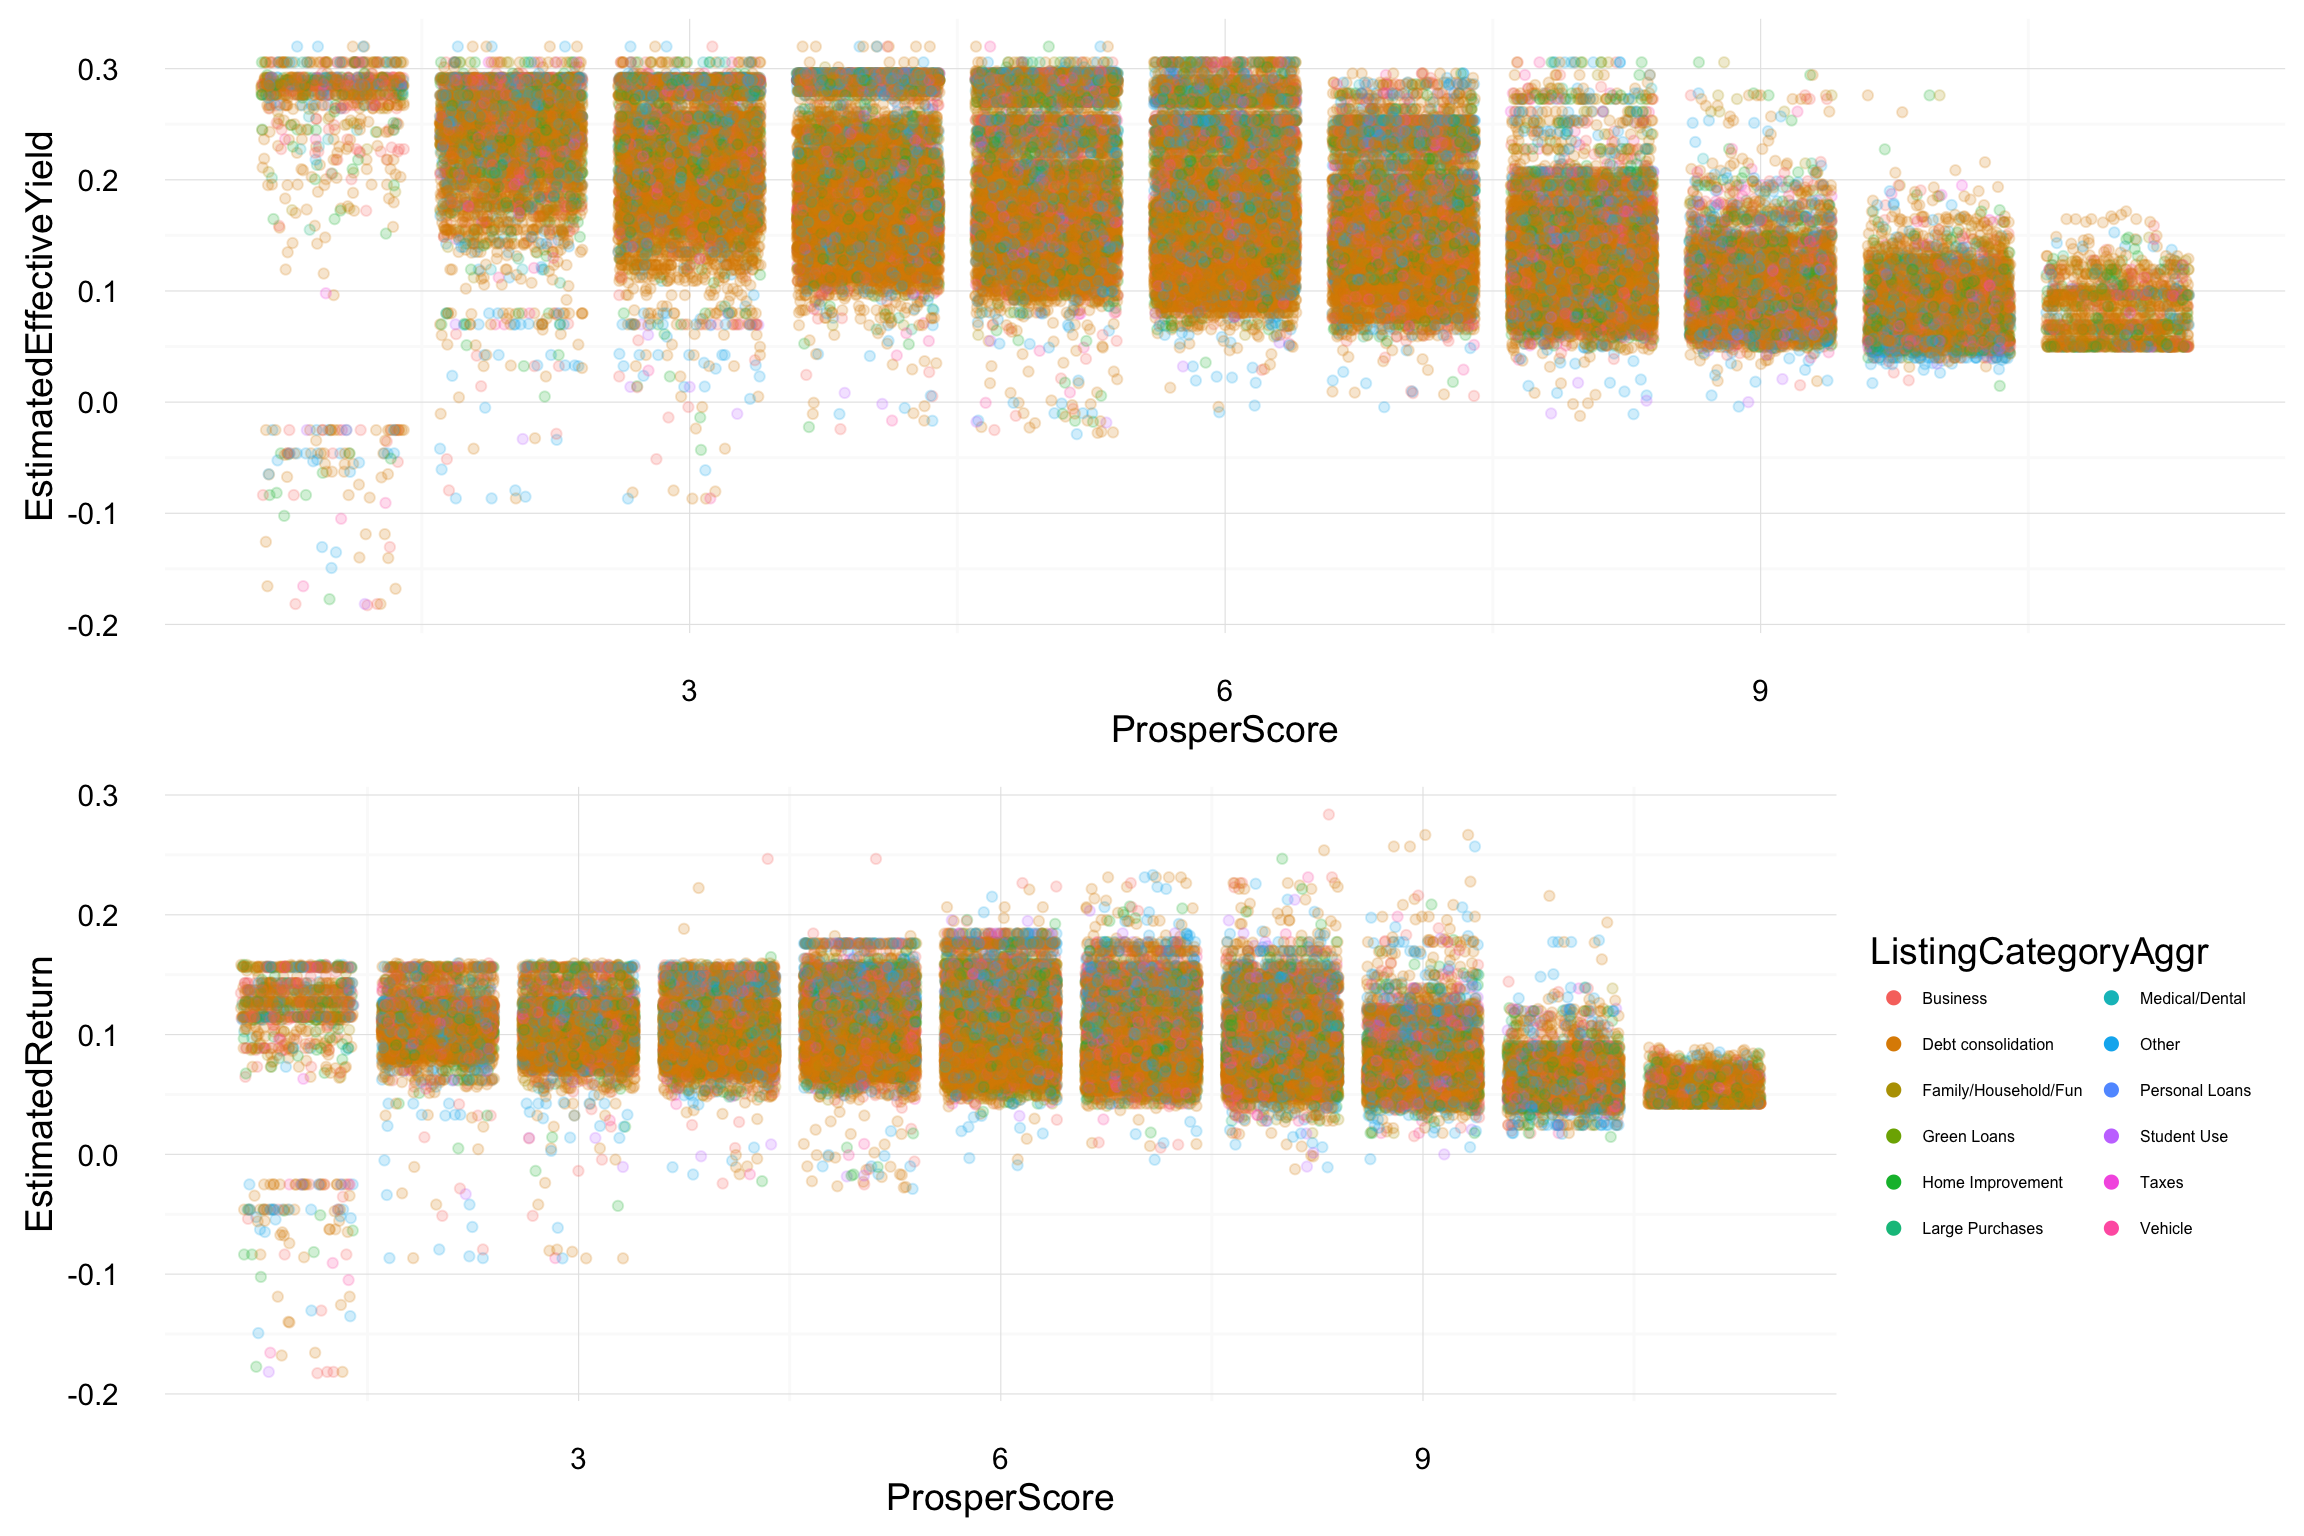 EstimatedEffectiveYield
0.3
0.2
0.1
0.0
-0.1
-0.2
3 6 9
ProsperScore
EstimatedReturn
0.3
0.2
0.1
0.0
-0.1
-0.2
3 6 9
ProsperScore
ListingCategoryAggr
Business Medical/Dental
Debt consolidation Other
Family/Household/Fun Personal Loans
Green Loans Student Use
Home Improvement Taxes
Large Purchases Vehicle